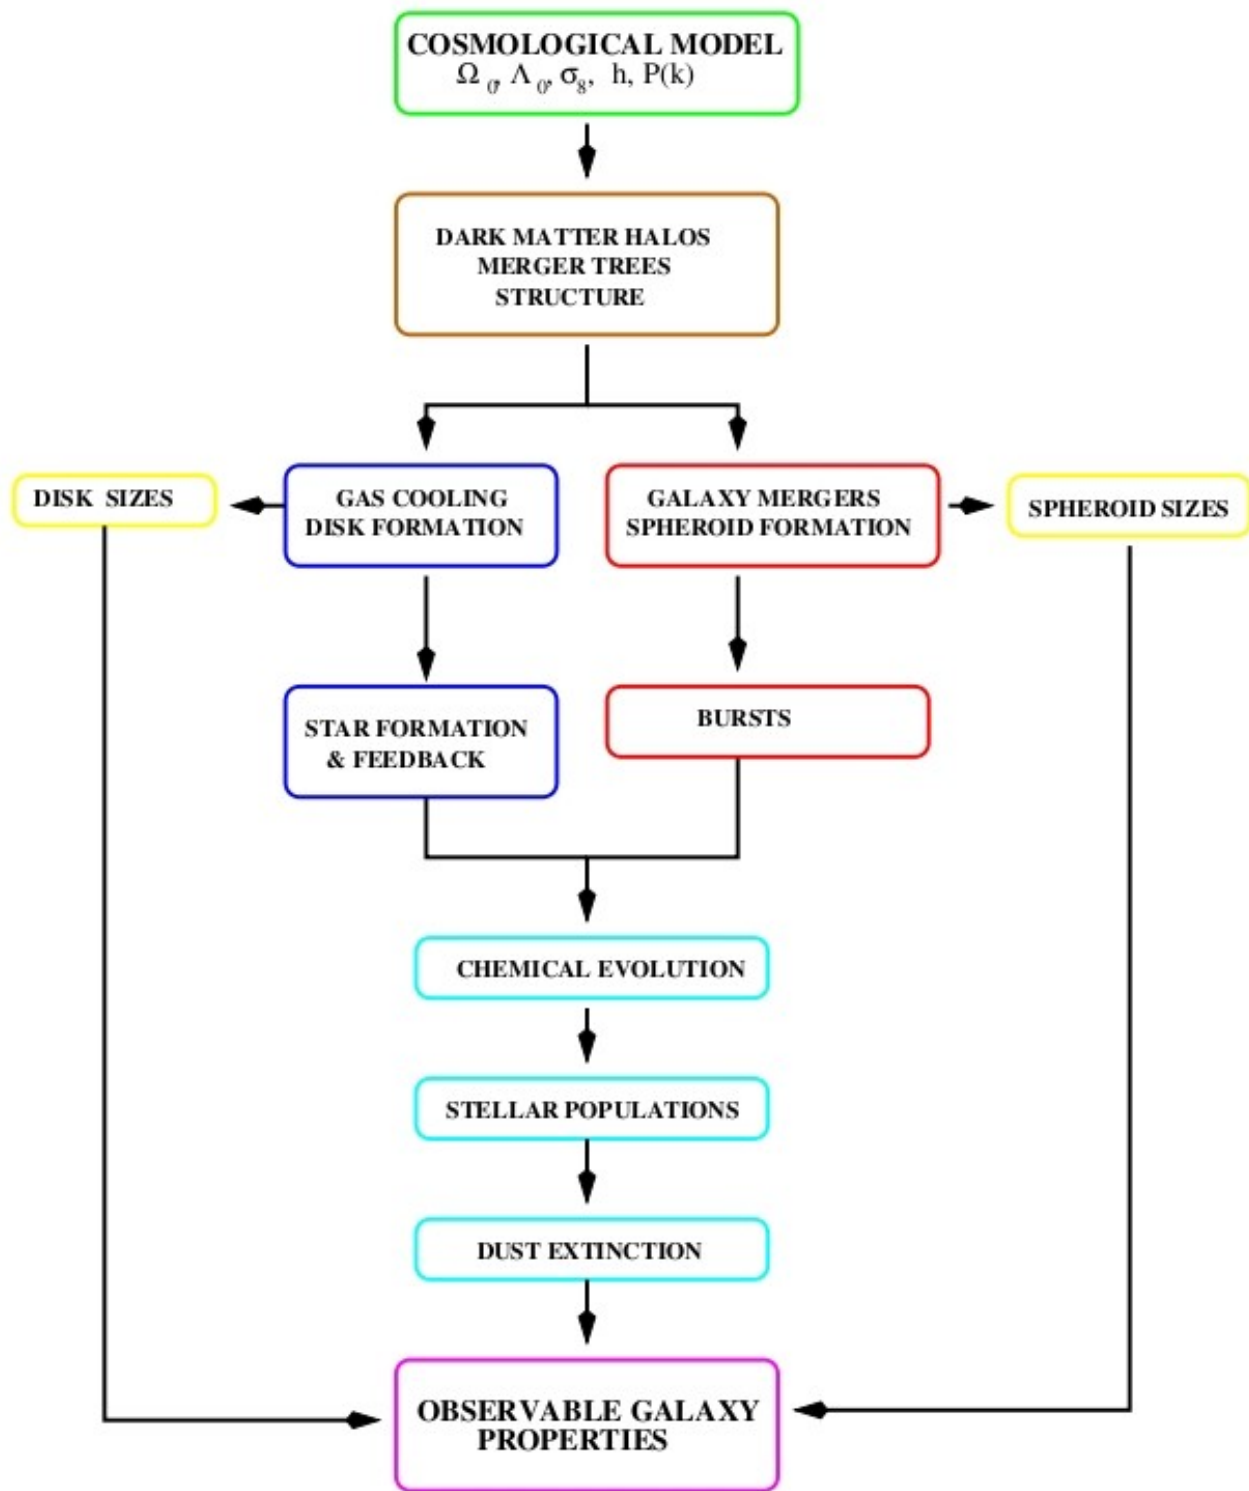 COSMOLOGICAL MODEL
Ω₀, Λ₀, σ₈, h, P(k)
DARK MATTER HALOS
MERGER TREES
STRUCTURE
DISK SIZES
GAS COOLING
DISK FORMATION
GALAXY MERGERS
SPHEROID FORMATION
SPHEROID SIZES
STAR FORMATION
& FEEDBACK
BURSTS
CHEMICAL EVOLUTION
STELLAR POPULATIONS
DUST EXTINCTION
OBSERVABLE GALAXY
PROPERTIES